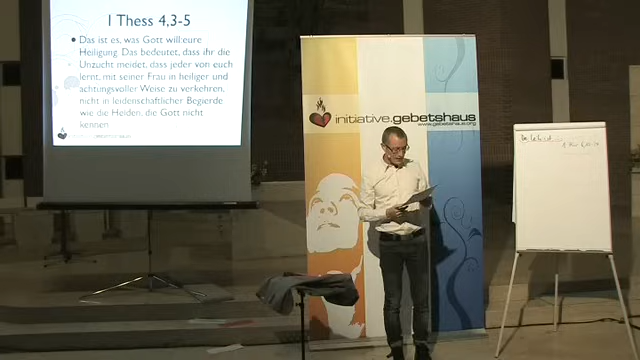 1 Thess 4,3-5
• Das ist es, was Gott will: eure
Heiligung. Das bedeutet, dass ihr die
Unzucht meidet, dass jeder von euch
lernt, mit seiner Frau in heiliger und
achtungsvoller Weise zu verkehren,
nicht in leidenschaftlicher Begierde
wie die Heiden, die Gott nicht
kennen
initiative.gebetshaus
www.gebetshaus.org